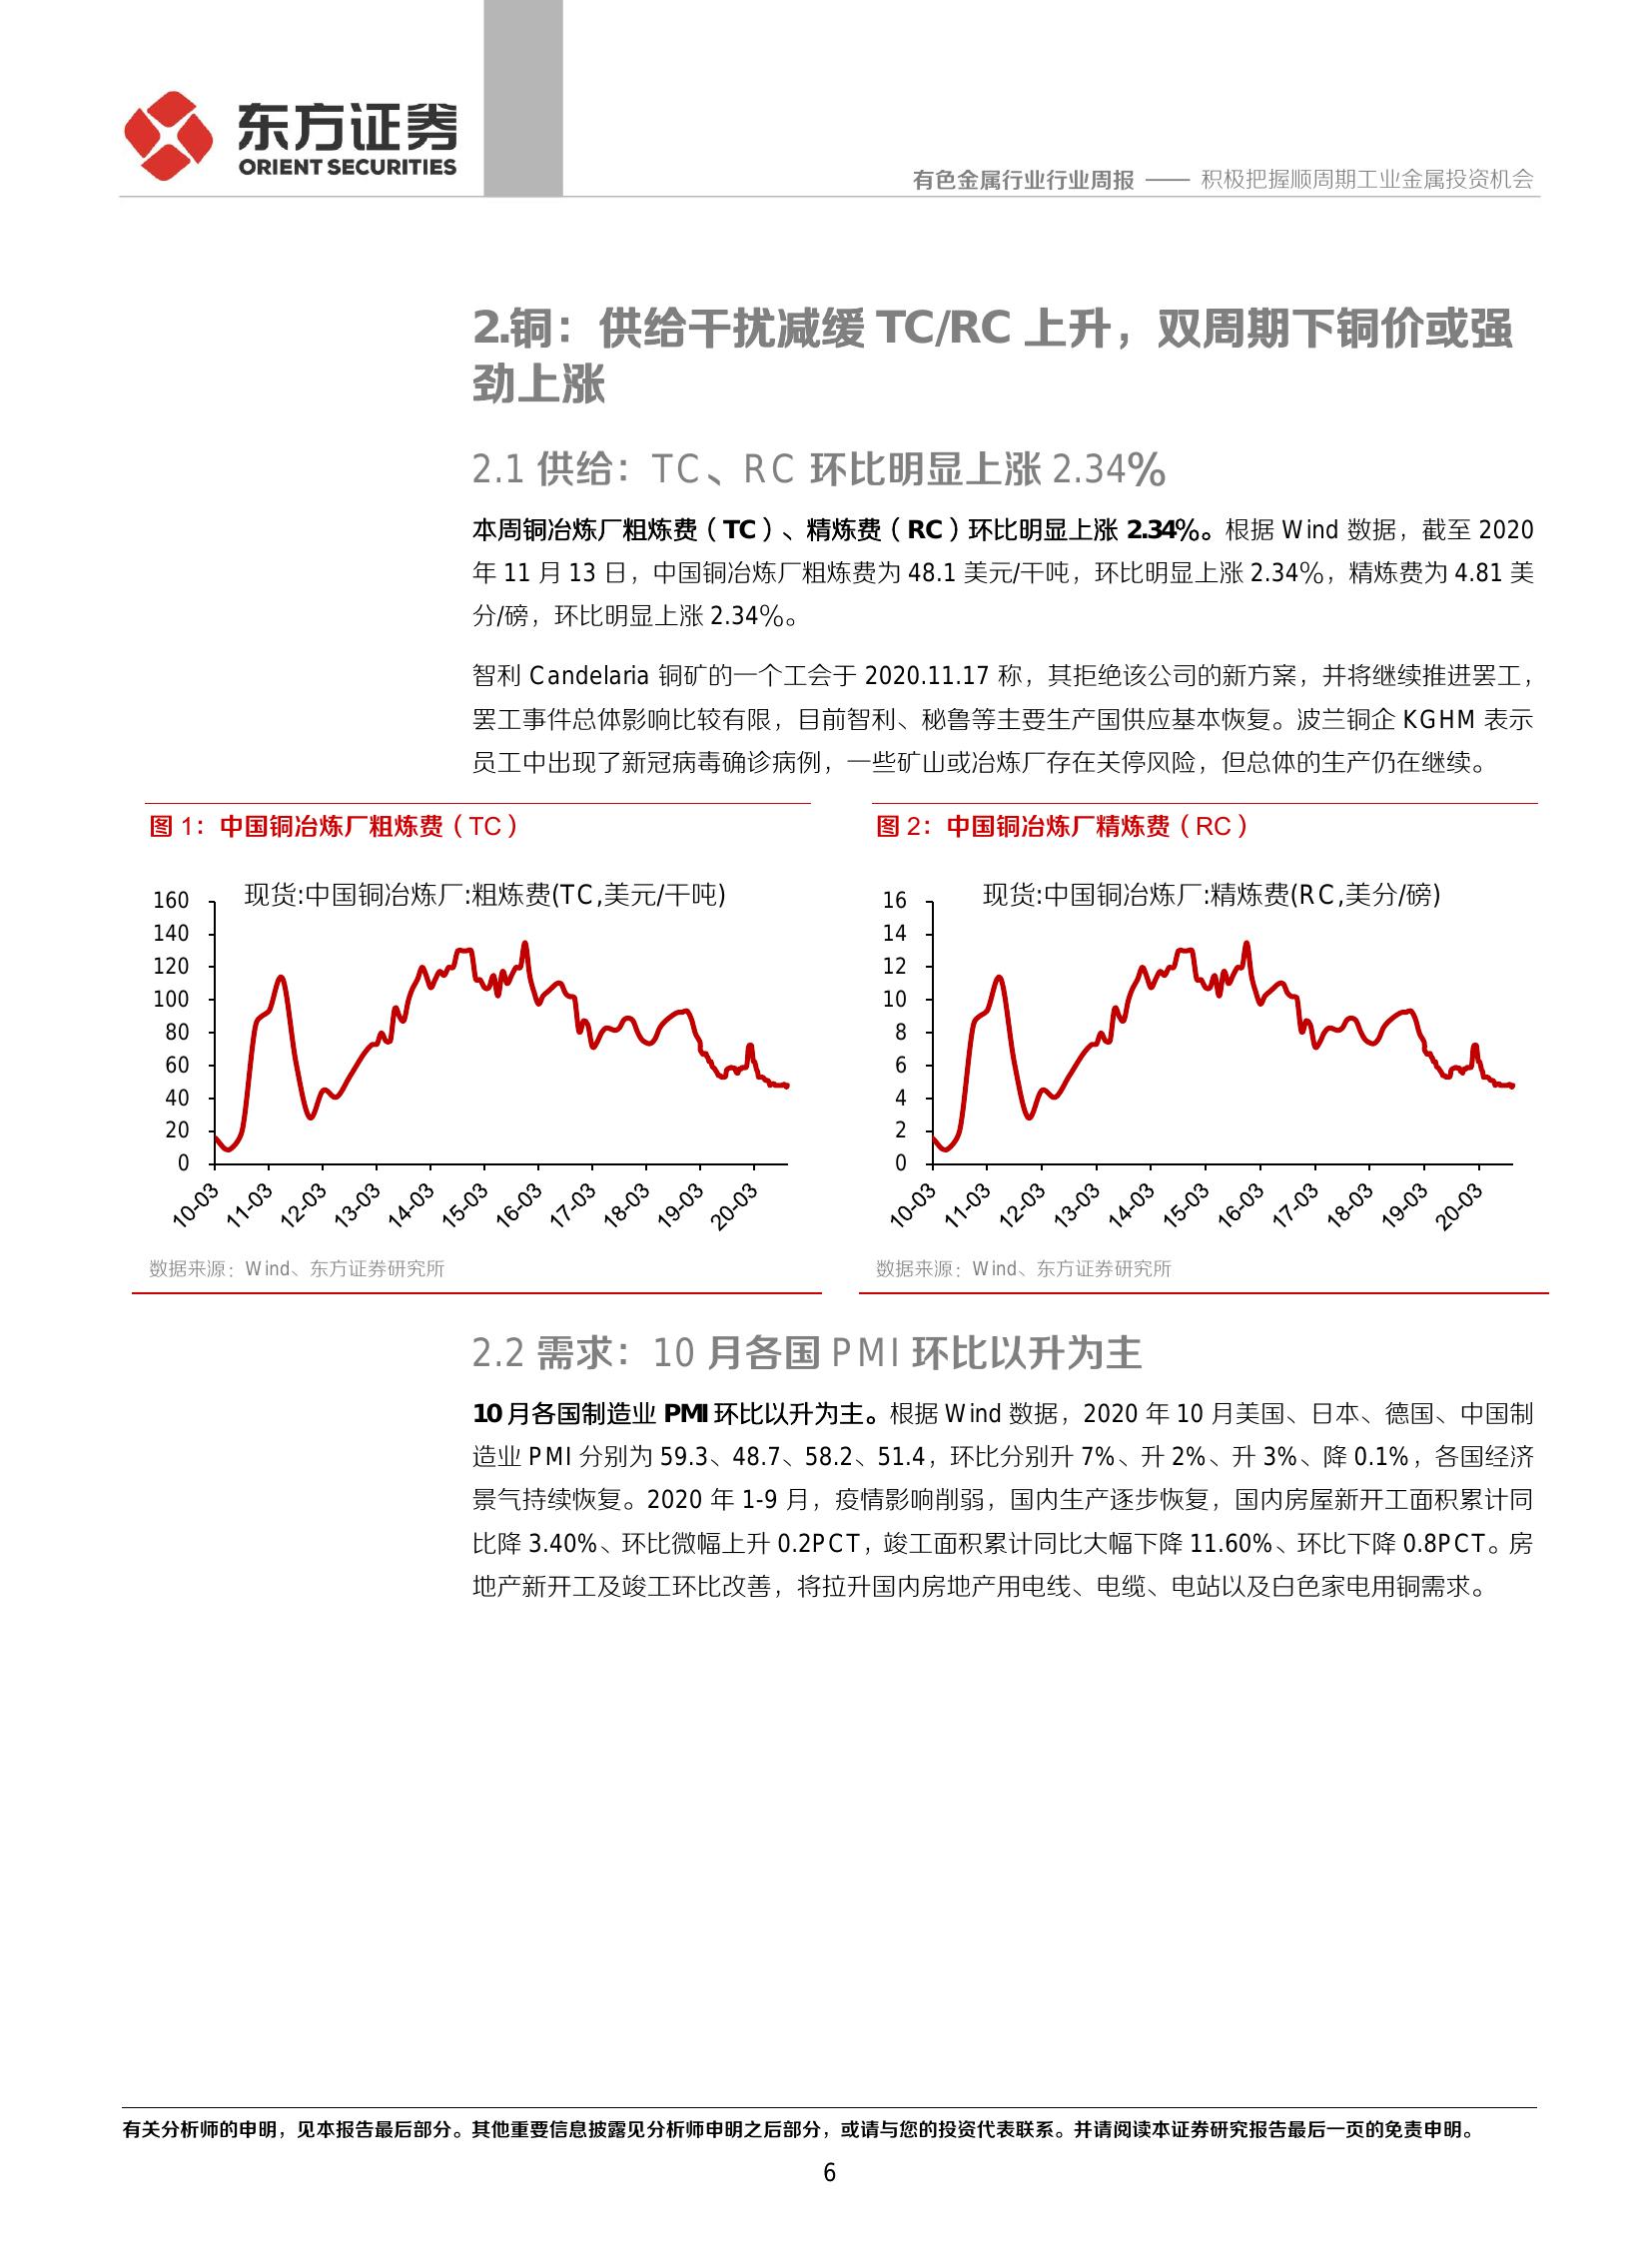 东方证券
ORIENT SECURITIES
有色金属行业行业周报 —— 积极把握顺周期工业金属投资机会
2.铜：供给干扰减缓 TC/RC 上升，双周期下铜价或强
劲上涨
2.1 供给：TC、RC 环比明显上涨 2.34%
本周铜冶炼厂粗炼费（TC）、精炼费（RC）环比明显上涨 2.34%。根据 Wind 数据，截至 2020
年 11 月 13 日，中国铜冶炼厂粗炼费为 48.1 美元/干吨，环比明显上涨 2.34%，精炼费为 4.81 美
分/磅，环比明显上涨 2.34%。
智利 Candelaria 铜矿的一个工会于 2020.11.17 称，其拒绝该公司的新方案，并将继续推进罢工，
罢工事件总体影响比较有限，目前智利、秘鲁等主要生产国供应基本恢复。波兰铜企 KGHM 表示
员工中出现了新冠病毒确诊病例，一些矿山或冶炼厂存在关停风险，但总体的生产仍在继续。
图 1：中国铜冶炼厂粗炼费（TC）
现货:中国铜冶炼厂:粗炼费(TC,美元/干吨)
160
140
120
100
80
60
40
20
0
10-03 11-03 12-03 13-03 14-03 15-03 16-03 17-03 18-03 19-03 20-03
数据来源：Wind、东方证券研究所
图 2：中国铜冶炼厂精炼费（RC）
现货:中国铜冶炼厂:精炼费(RC,美分/磅)
16
14
12
10
8
6
4
2
0
10-03 11-03 12-03 13-03 14-03 15-03 16-03 17-03 18-03 19-03 20-03
数据来源：Wind、东方证券研究所
2.2 需求：10 月各国 PMI 环比以升为主
10 月各国制造业 PMI 环比以升为主。根据 Wind 数据，2020 年 10 月美国、日本、德国、中国制
造业 PMI 分别为 59.3、48.7、58.2、51.4，环比分别升 7%、升 2%、升 3%、降 0.1%，各国经济
景气持续恢复。2020 年 1-9 月，疫情影响削弱，国内生产逐步恢复，国内房屋新开工面积累计同
比降 3.40%、环比微幅上升 0.2PCT，竣工面积累计同比大幅下降 11.60%、环比下降 0.8PCT。房
地产新开工及竣工环比改善，将拉升国内房地产用电线、电缆、电站以及白色家电用铜需求。
有关分析师的申明，见本报告最后部分。其他重要信息披露见分析师申明之后部分，或请与您的投资代表联系。并请阅读本证券研究报告最后一页的免责申明。
6